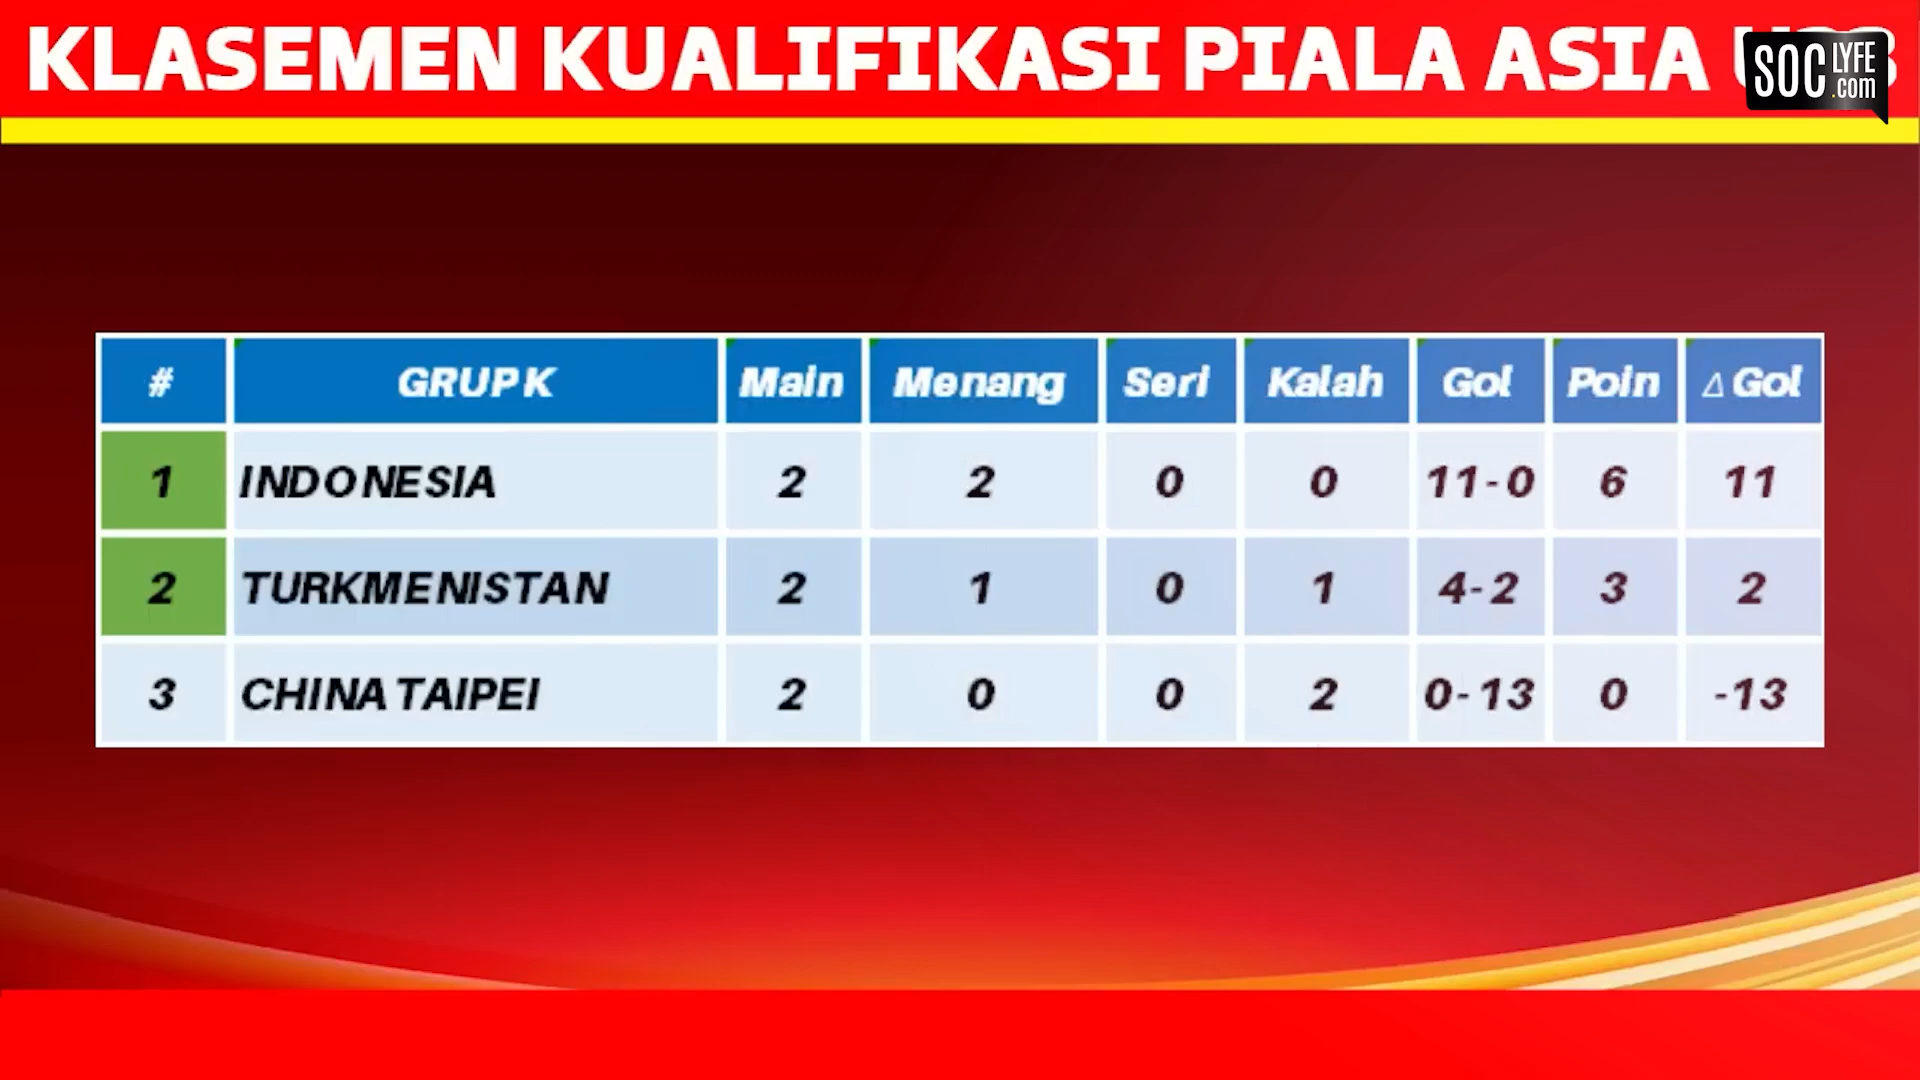 KLASEMEN KUALIFIKASI PIALA ASIA
SOC LYFE .com
# GRUP K Main Menang Seri Kalah Gol Poin Δ Gol
1 INDONESIA 2 2 0 0 11-0 6 11
2 TURKMENISTAN 2 1 0 1 4-2 3 2
3 CHINA TAIPEI 2 0 0 2 0-13 0 -13